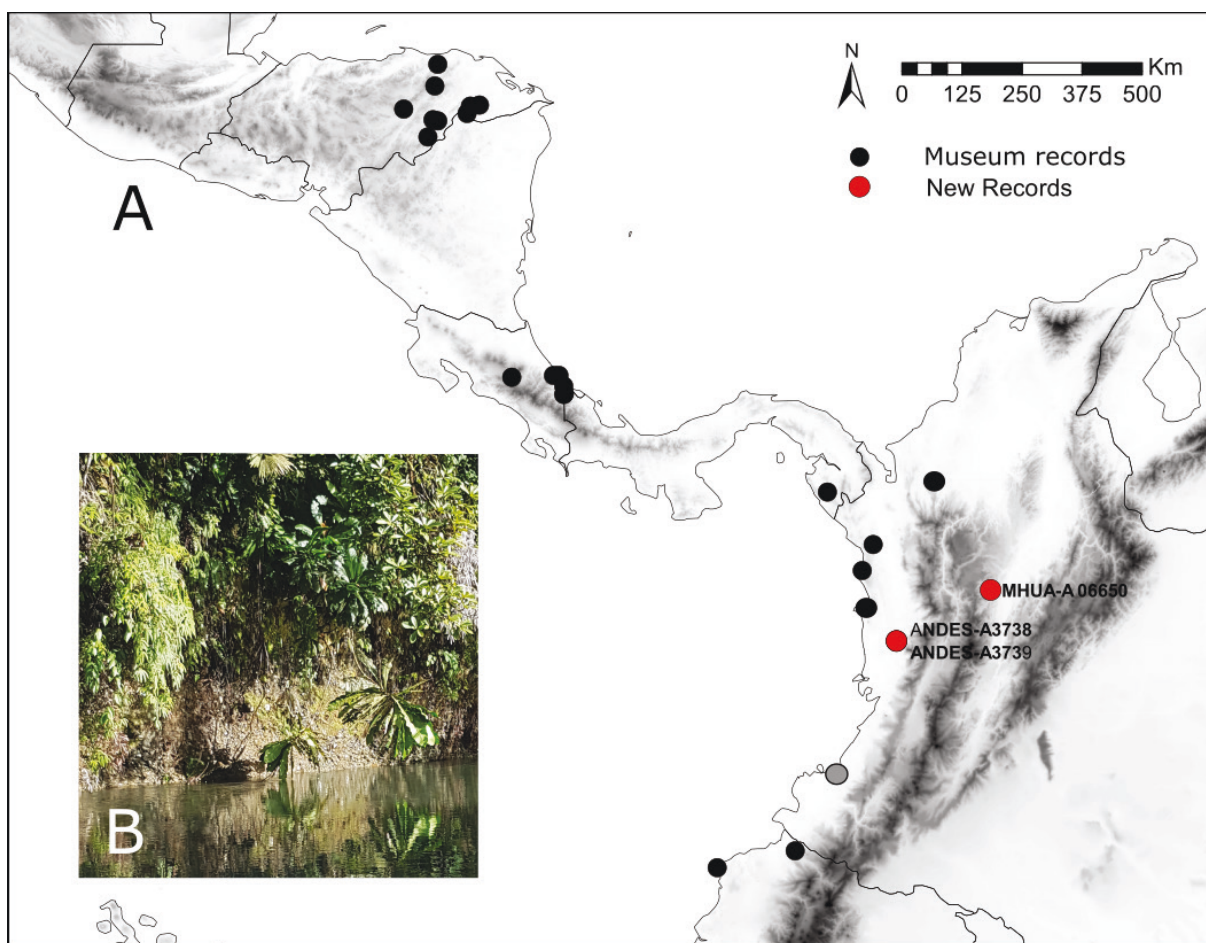 N
Km
0 125 250 375 500
Museum records
New Records
A
MHUA-A 06650
ANDES-A3738
ANDES-A3739
B